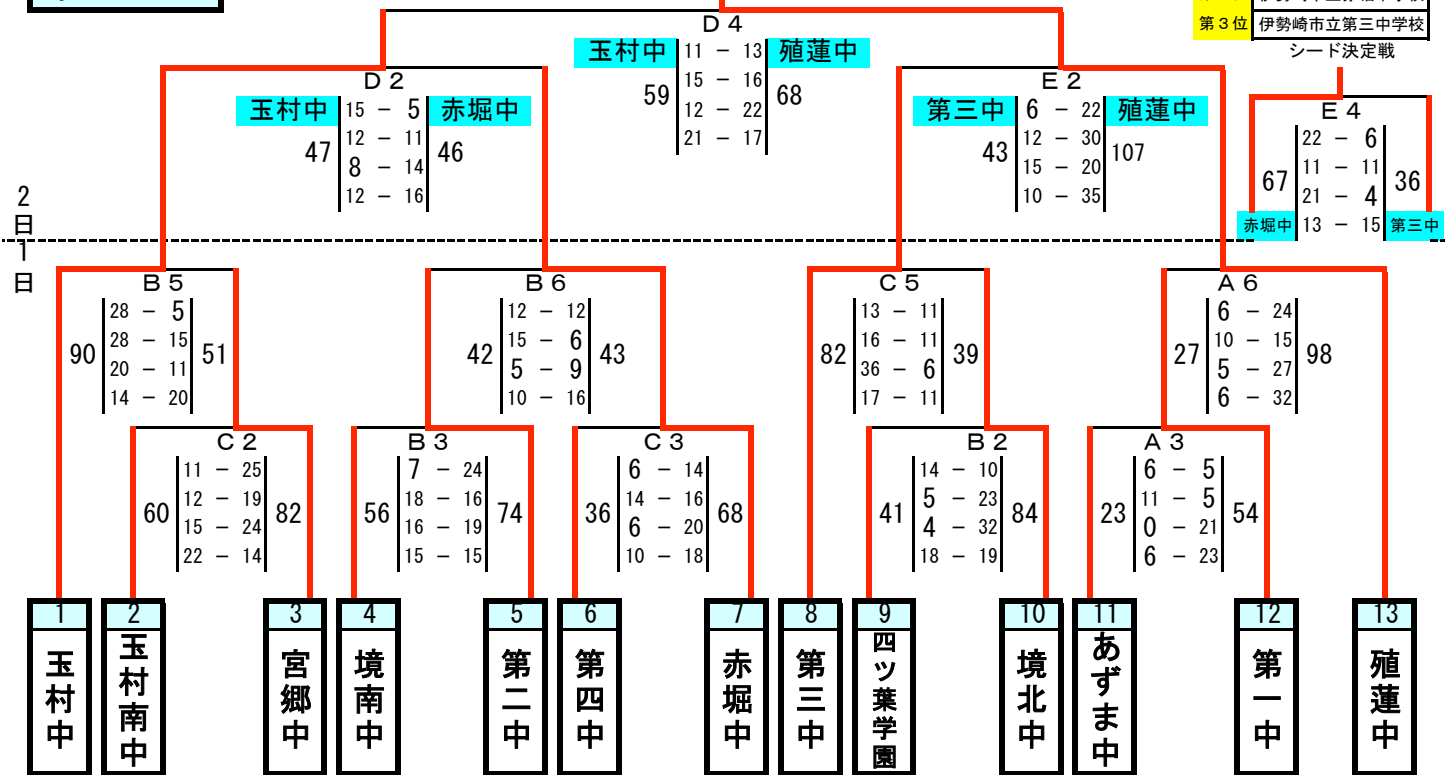 第３位 伊勢崎市立第三中学校
シード決定戦
Ｄ４
玉村中 11 － 13 殖蓮中
15 － 16
59 68
12 － 22
21 － 17
Ｄ２
玉村中 15 － 5 赤堀中
12 － 11
47 46
8 － 14
12 － 16
Ｅ２
第三中 6 － 22 殖蓮中
12 － 30
43 107
15 － 20
10 － 35
Ｅ４
22 － 6
11 － 11
67 36
21 － 4
赤堀中 13 － 15 第三中
2日
1日
Ｂ５
28 － 5
28 － 15
90 51
20 － 11
14 － 20
Ｂ６
12 － 12
15 － 6
42 43
5 － 9
10 － 16
Ｃ５
13 － 11
16 － 11
82 39
36 － 6
17 － 11
Ａ６
6 － 24
10 － 15
27 98
5 － 27
6 － 32
Ｃ２
11 － 25
12 － 19
60 82
15 － 24
22 － 14
Ｂ３
7 － 24
18 － 16
56 74
16 － 19
15 － 15
Ｃ３
6 － 14
14 － 16
36 68
6 － 20
10 － 18
Ｂ２
14 － 10
5 － 23
41 84
4 － 32
18 － 19
Ａ３
6 － 5
11 － 5
23 54
0 － 21
6 － 23
1 2 3 4 5 6 7 8 9 10 11 12 13
玉村中
玉村南中
宮郷中
境南中
第二中
第四中
赤堀中
第三中
四ツ葉学園
境北中
あずま中
第一中
殖蓮中